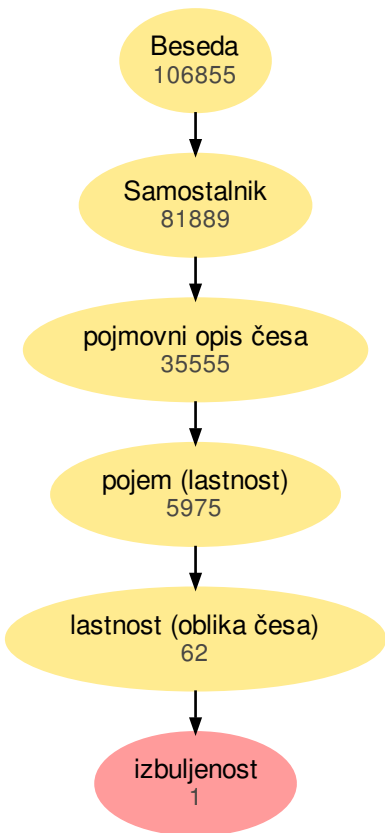 Beseda
106855
Samostalnik
81889
pojmovni opis česa
35555
pojem (lastnost)
5975
lastnost (oblika česa)
62
izbuljenost
1